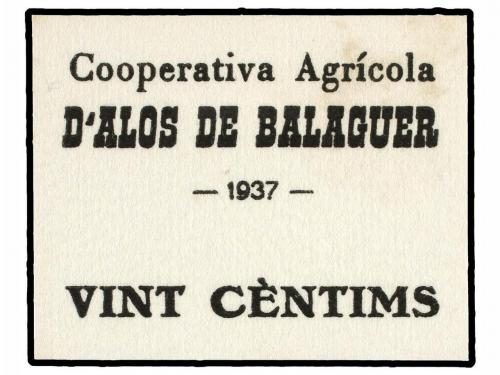 Cooperativa Agrícola
D'ALOS DE BALAGUER
— 1937 —
VINT CÈNTIMS